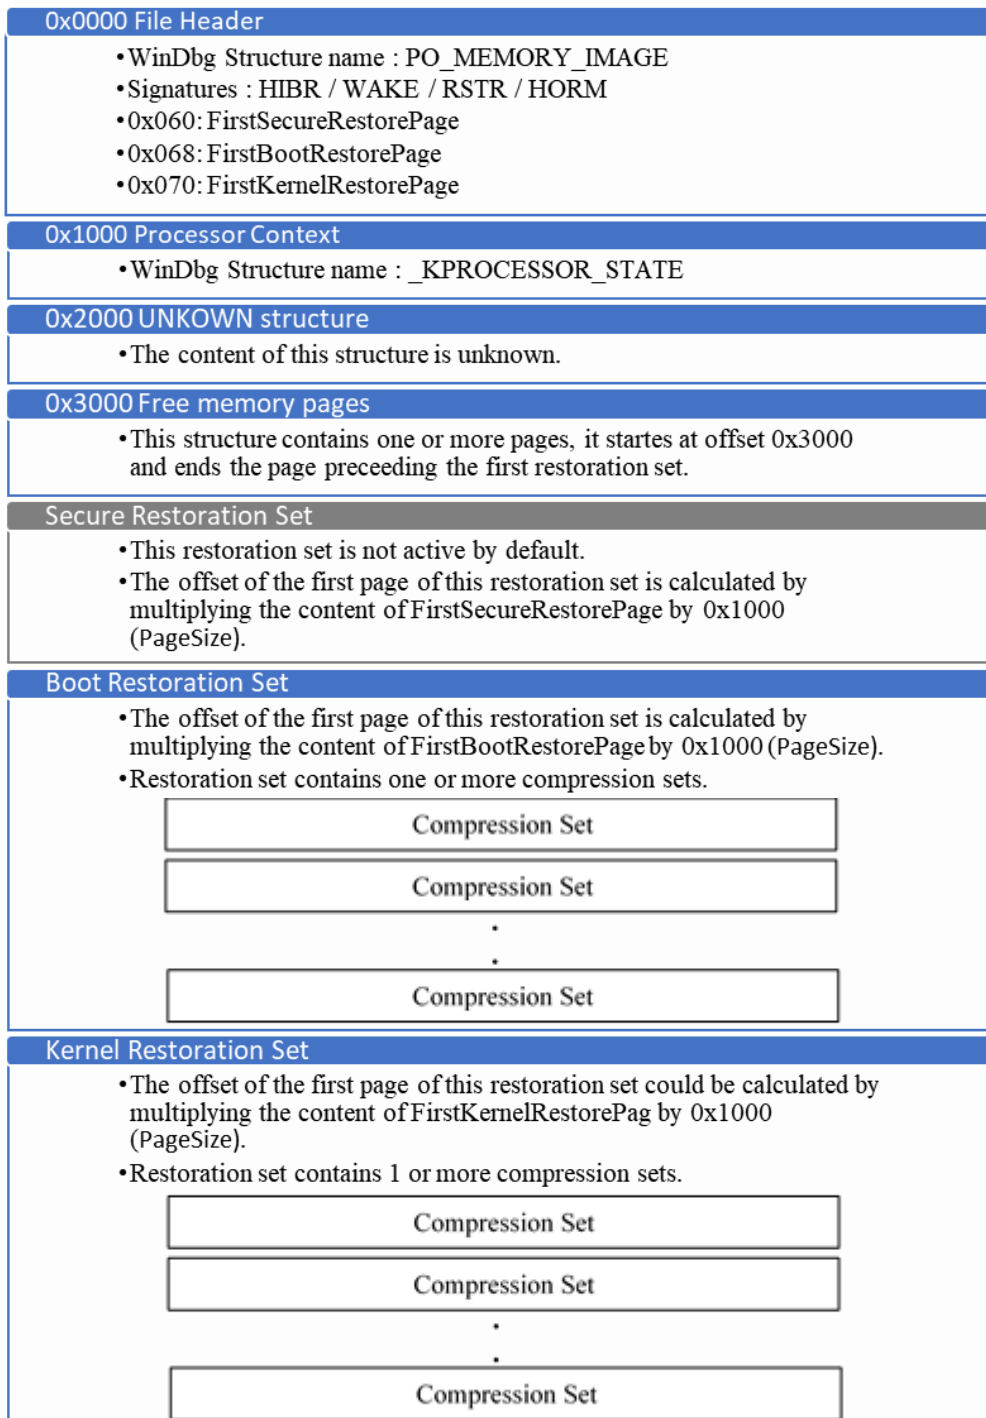 0x0000 File Header
•WinDbg Structure name : PO_MEMORY_IMAGE
•Signatures : HIBR / WAKE / RSTR / HORM
•0x060: FirstSecureRestorePage
•0x068: FirstBootRestorePage
•0x070: FirstKernelRestorePage
0x1000 Processor Context
•WinDbg Structure name : _KPROCESSOR_STATE
0x2000 UNKOWN structure
•The content of this structure is unknown.
0x3000 Free memory pages
•This structure contains one or more pages, it startes at offset 0x3000
and ends the page preceeding the first restoration set.
Secure Restoration Set
•This restoration set is not active by default.
•The offset of the first page of this restoration set is calculated by
multiplying the content of FirstSecureRestorePage by 0x1000
(PageSize).
Boot Restoration Set
•The offset of the first page of this restoration set is calculated by
multiplying the content of FirstBootRestorePage by 0x1000 (PageSize).
•Restoration set contains one or more compression sets.
Compression Set
Compression Set
.
.
Compression Set
Kernel Restoration Set
•The offset of the first page of this restoration set could be calculated by
multiplying the content of FirstKernelRestorePag by 0x1000
(PageSize).
•Restoration set contains 1 or more compression sets.
Compression Set
Compression Set
.
.
Compression Set